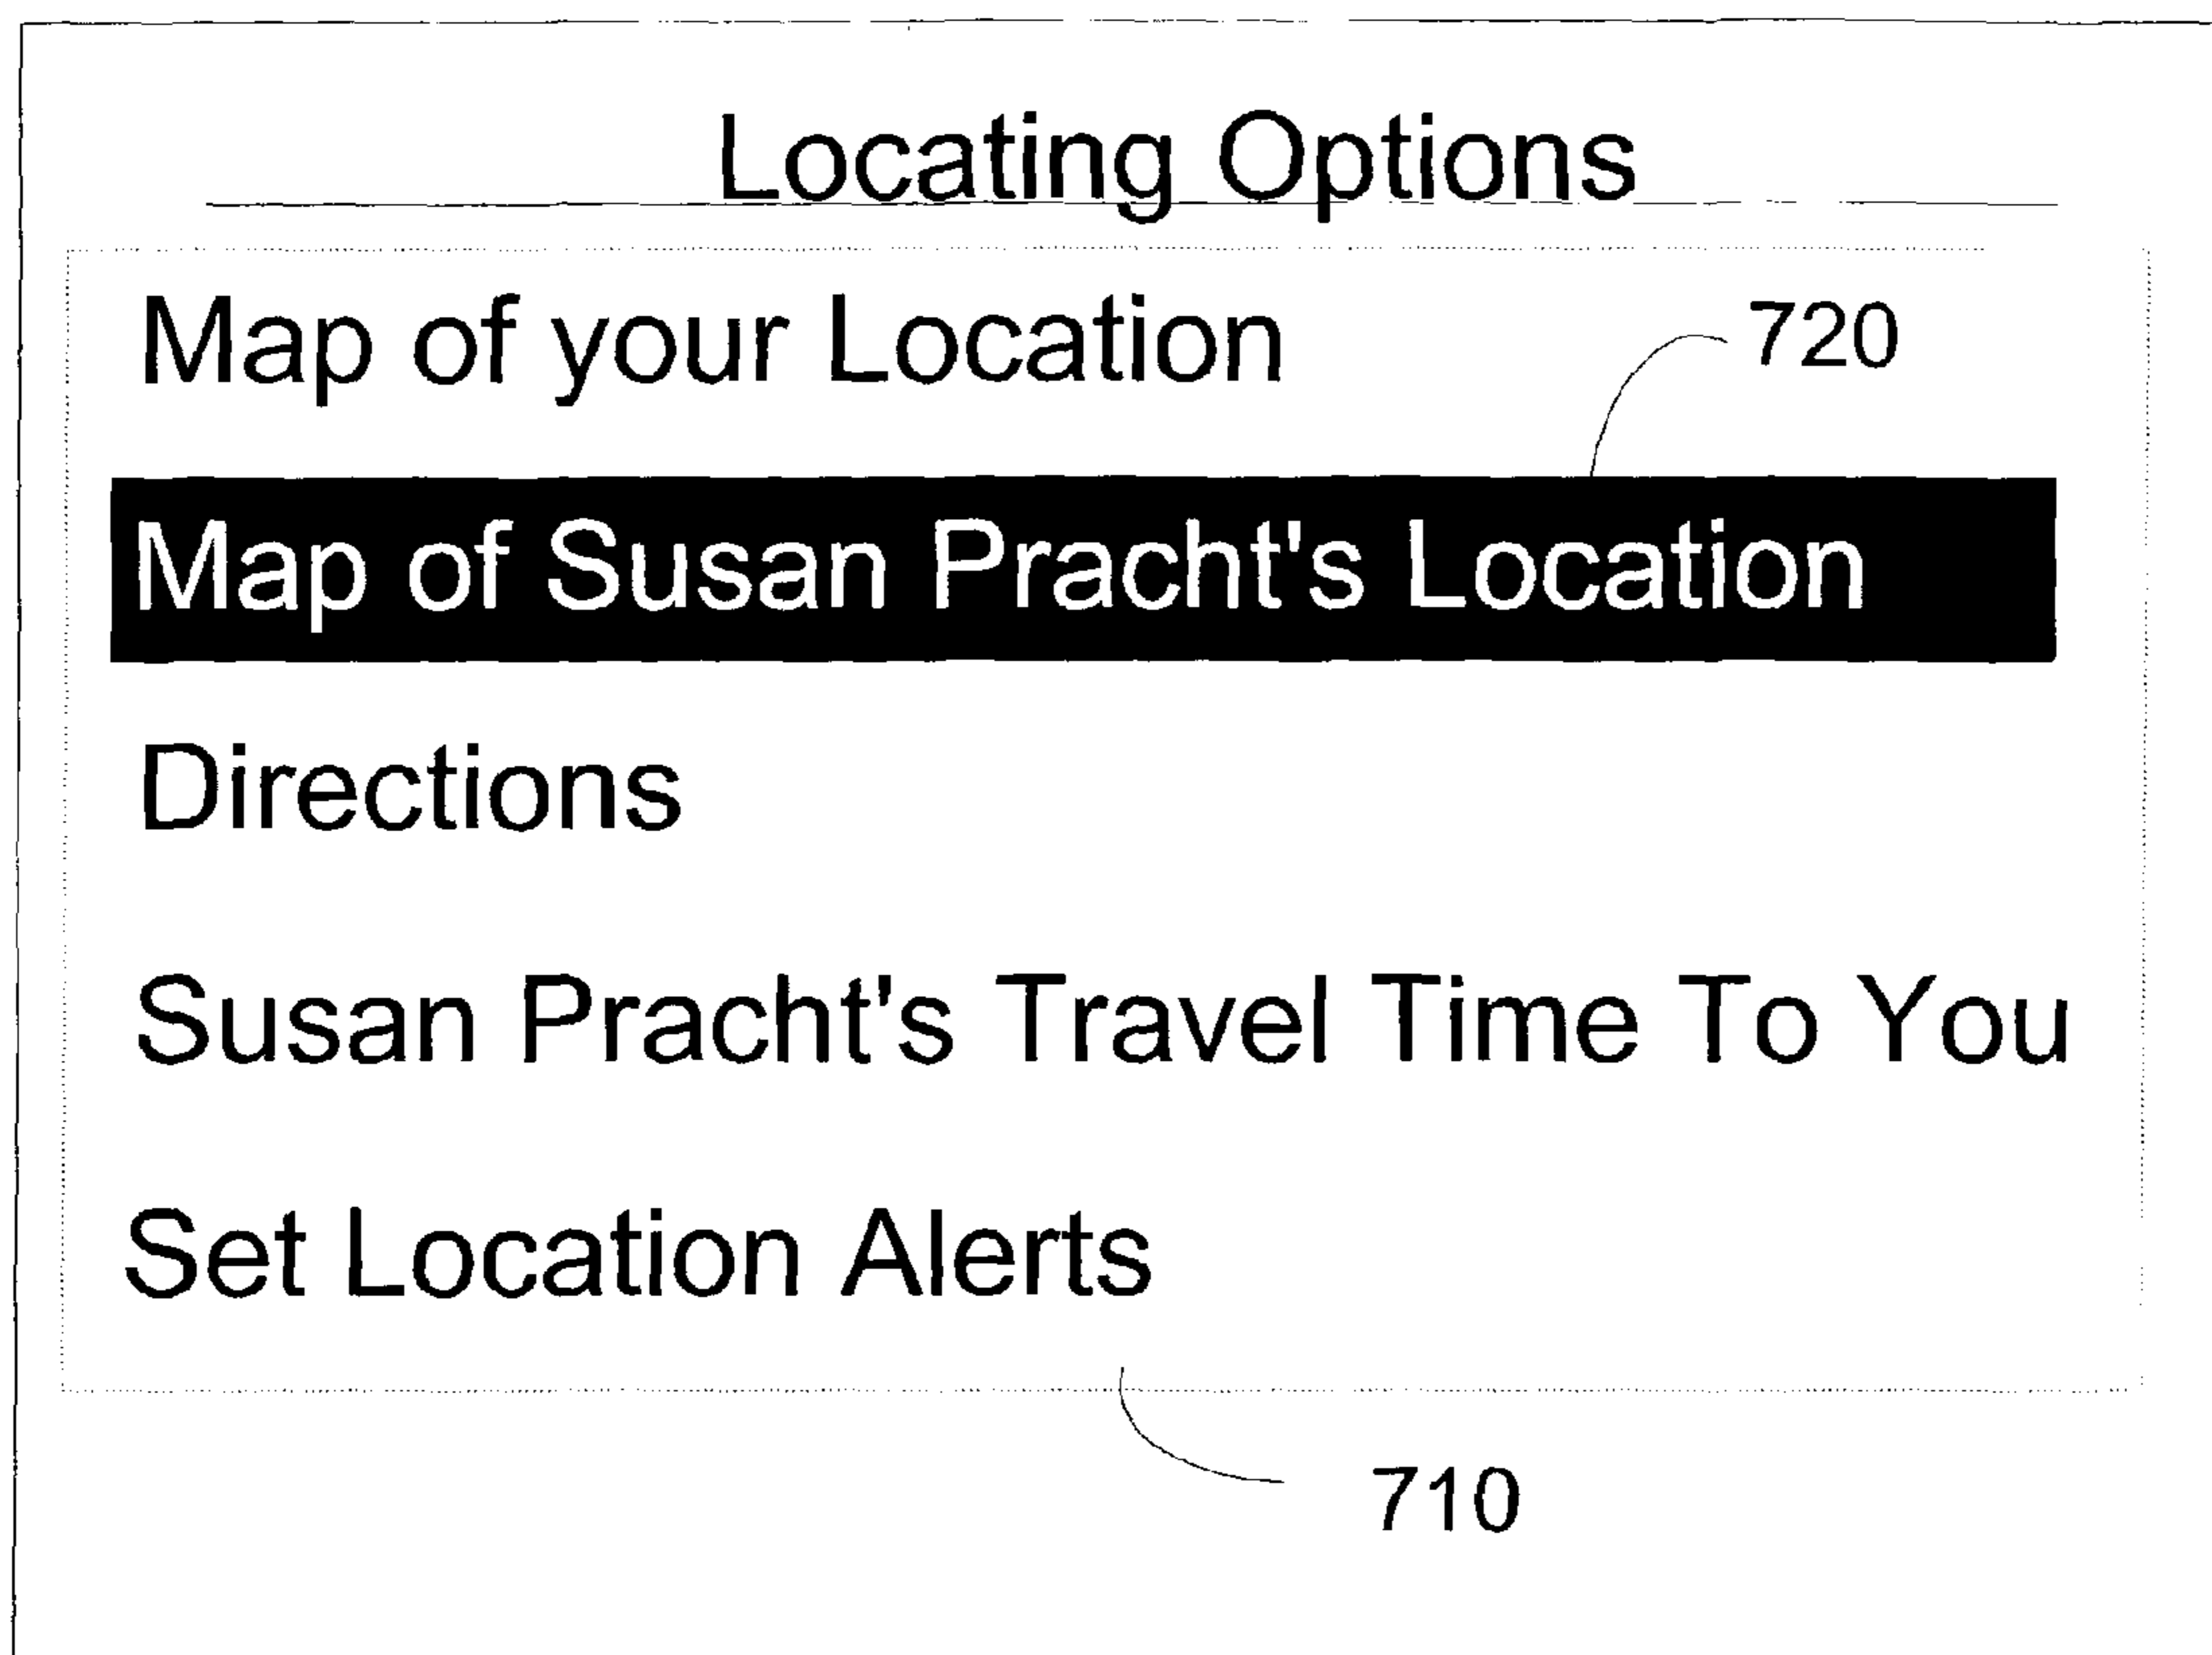 Locating Options
Map of your Location
720
Map of Susan Pracht's Location
Directions
Susan Pracht's Travel Time To You
Set Location Alerts
710